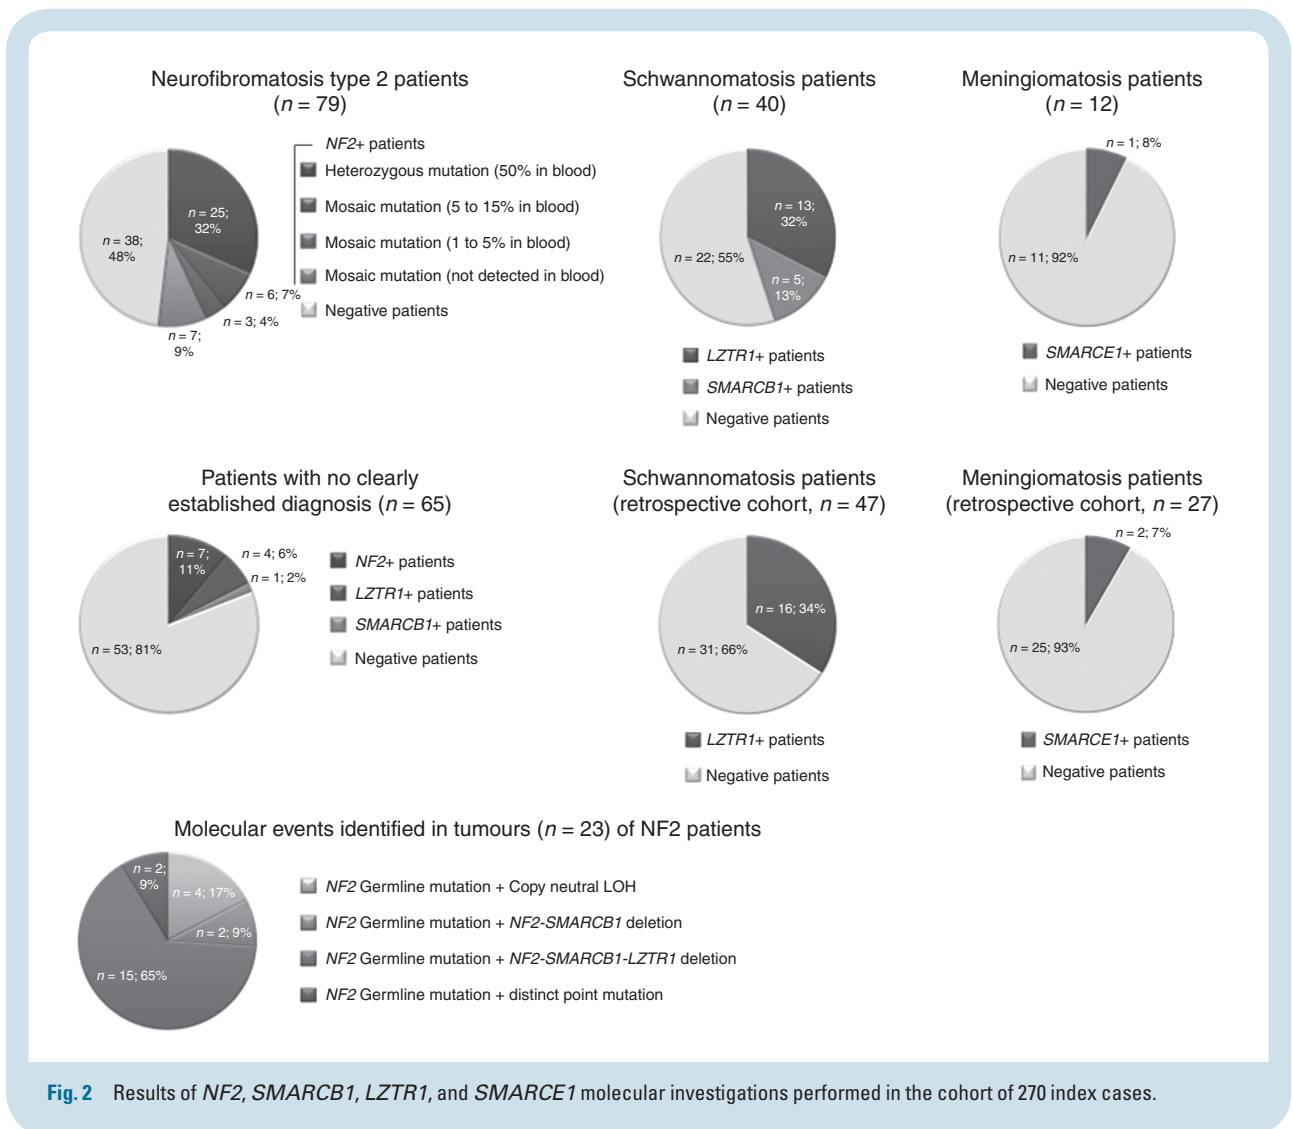 Neurofibromatosis type 2 patients
(n = 79)
n = 25;
32%
n = 38;
48%
n = 6; 7%
n = 3; 4%
n = 7;
9%
NF2+ patients
Heterozygous mutation (50% in blood)
Mosaic mutation (5 to 15% in blood)
Mosaic mutation (1 to 5% in blood)
Mosaic mutation (not detected in blood)
Negative patients
Schwannomatosis patients
(n = 40)
n = 13;
32%
n = 22; 55%
n = 5;
13%
LZTR1+ patients
SMARCB1+ patients
Negative patients
Meningiomatosis patients
(n = 12)
n = 1; 8%
n = 11; 92%
SMARCE1+ patients
Negative patients
Patients with no clearly
established diagnosis (n = 65)
n = 7;
11%
n = 4; 6%
n = 1; 2%
n = 53; 81%
NF2+ patients
LZTR1+ patients
SMARCB1+ patients
Negative patients
Schwannomatosis patients
(retrospective cohort, n = 47)
n = 16; 34%
n = 31; 66%
LZTR1+ patients
Negative patients
Meningiomatosis patients
(retrospective cohort, n = 27)
n = 2; 7%
n = 25; 93%
SMARCE1+ patients
Negative patients
Molecular events identified in tumours (n = 23) of NF2 patients
n = 2;
9%
n = 4; 17%
n = 2; 9%
n = 15; 65%
NF2 Germline mutation + Copy neutral LOH
NF2 Germline mutation + NF2-SMARCB1 deletion
NF2 Germline mutation + NF2-SMARCB1-LZTR1 deletion
NF2 Germline mutation + distinct point mutation
Fig. 2 Results of NF2, SMARCB1, LZTR1, and SMARCE1 molecular investigations performed in the cohort of 270 index cases.